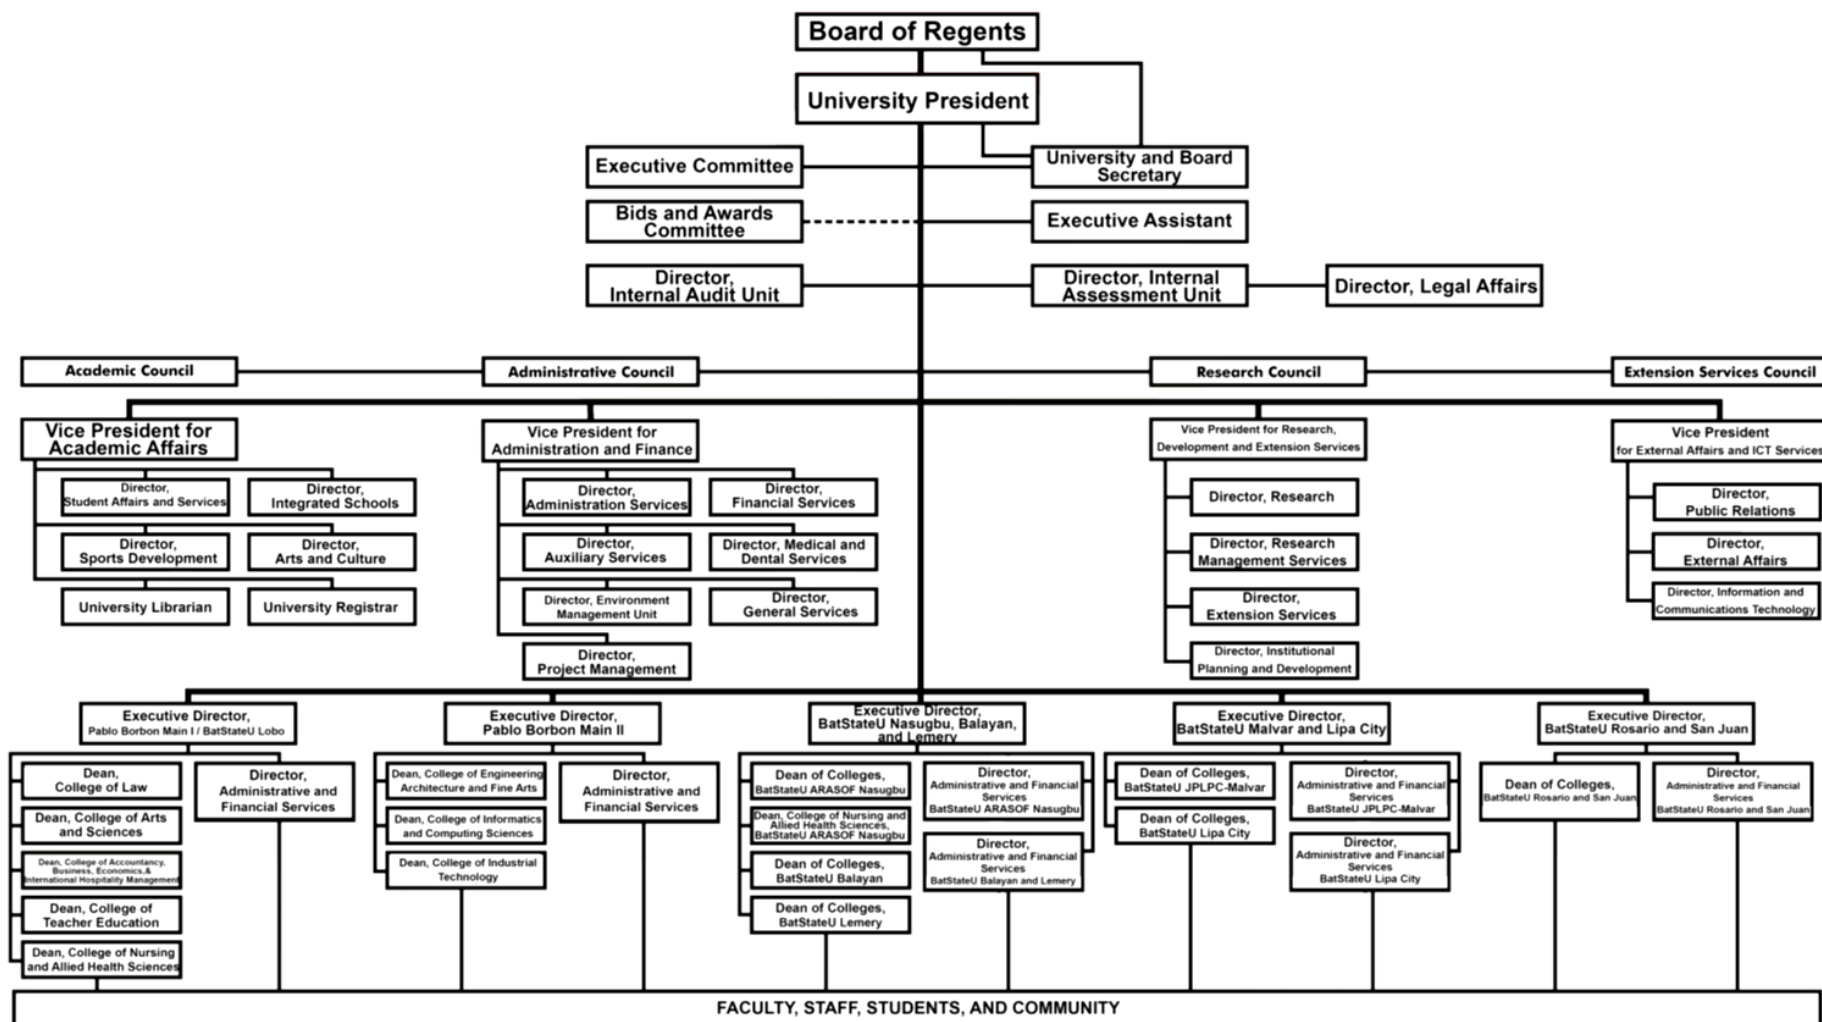 Board of Regents
University President
Executive Committee
University and Board
Secretary
Bids and Awards
Committee
Executive Assistant
Director,
Internal Audit Unit
Director, Internal
Assessment Unit
Director, Legal Affairs
Academic Council
Administrative Council
Research Council
Extension Services Council
Vice President for
Academic Affairs
Vice President for
Administration and Finance
Vice President for Research,
Development and Extension Services
Vice President
for External Affairs and ICT Services
Director,
Student Affairs and Services
Director,
Integrated Schools
Director,
Sports Development
Director,
Arts and Culture
University Librarian
University Registrar
Director,
Administration Services
Director,
Financial Services
Director,
Auxiliary Services
Director, Medical and
Dental Services
Director, Environment
Management Unit
Director,
General Services
Director,
Project Management
Director, Research
Director, Research
Management Services
Director,
Extension Services
Director, Institutional
Planning and Development
Director,
Public Relations
Director,
External Affairs
Director, Information and
Communications Technology
Executive Director,
Pablo Borbon Main I / BatStateU Lobo
Executive Director,
Pablo Borbon Main II
Executive Director,
BatStateU Nasugbu, Balayan,
and Lemery
Executive Director,
BatStateU Malvar and Lipa City
Executive Director,
BatStateU Rosario and San Juan
Dean,
College of Law
Dean, College of Arts
and Sciences
Dean, College of Accountancy,
Business, Economics,&
International Hospitality Management
Dean, College of
Teacher Education
Dean, College of Nursing
and Allied Health Sciences
Director,
Administrative and
Financial Services
Dean, College of Engineering
Architecture and Fine Arts
Dean, College of Informatics
and Computing Sciences
Dean, College of Industrial
Technology
Director,
Administrative and
Financial Services
Dean of Colleges,
BatStateU ARASOF Nasugbu
Dean, College of Nursing and
Allied Health Sciences,
BatStateU ARASOF Nasugbu
Dean of Colleges,
BatStateU Balayan
Dean of Colleges,
BatStateU Lemery
Director,
Administrative and Financial
Services
BatStateU ARASOF Nasugbu
Director,
Administrative and Financial
Services
BatStateU Balayan and Lemery
Dean of Colleges,
BatStateU JPLPC-Malvar
Dean of Colleges,
BatStateU Lipa City
Director,
Administrative and Financial
Services
BatStateU JPLPC-Malvar
Director,
Administrative and Financial
Services
BatStateU Lipa City
Dean of Colleges,
BatStateU Rosario and San Juan
Director,
Administrative and Financial
Services
BatStateU Rosario and San Juan
FACULTY, STAFF, STUDENTS, AND COMMUNITY